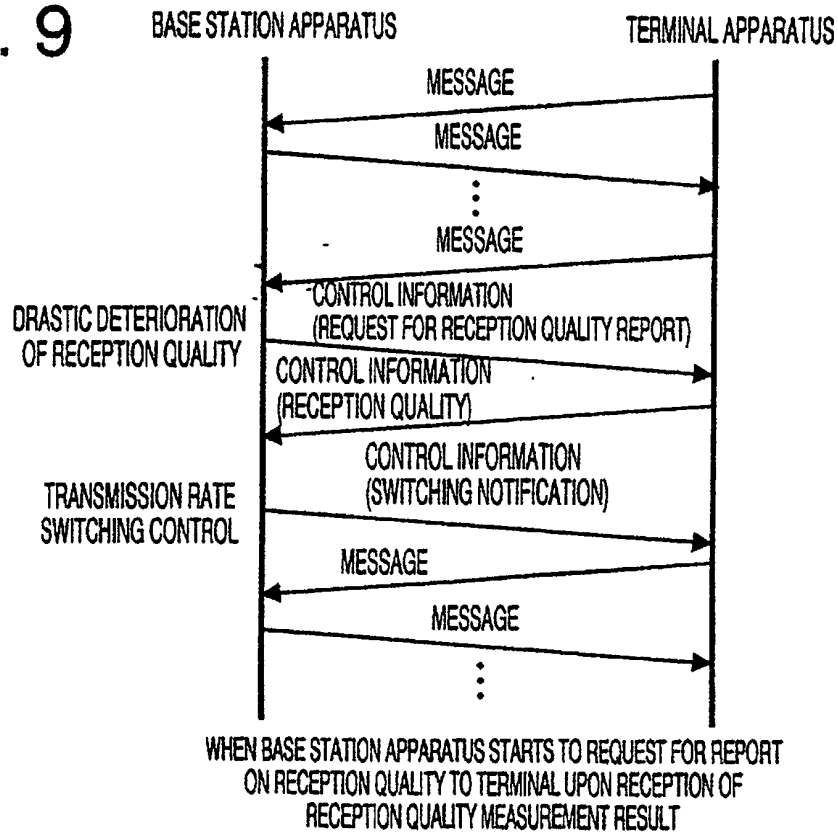 . 9
BASE STATION APPARATUS
TERMINAL APPARATUS
MESSAGE
MESSAGE
MESSAGE
CONTROL INFORMATION
(REQUEST FOR RECEPTION QUALITY REPORT)
DRASTIC DETERIORATION
OF RECEPTION QUALITY
CONTROL INFORMATION
(RECEPTION QUALITY)
CONTROL INFORMATION
(SWITCHING NOTIFICATION)
TRANSMISSION RATE
SWITCHING CONTROL
MESSAGE
MESSAGE
WHEN BASE STATION APPARATUS STARTS TO REQUEST FOR REPORT
ON RECEPTION QUALITY TO TERMINAL UPON RECEPTION OF
RECEPTION QUALITY MEASUREMENT RESULT